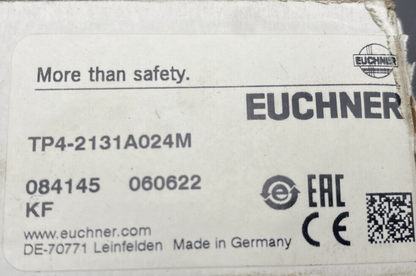 EUCHNER
More than safety.
EUCHNER
TP4-2131A024M
084145 060622
KF
EAC
CE
www.euchner.com
DE-70771 Leinfelden Made in Germany